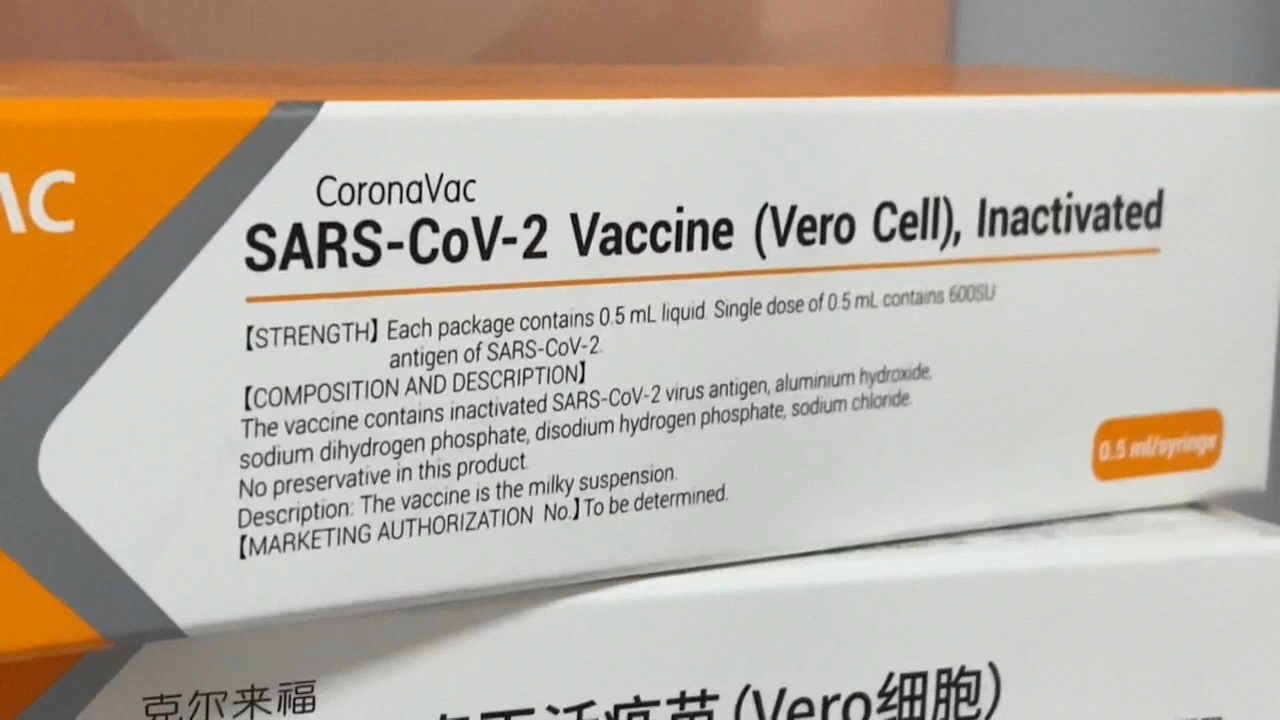 AC
CoronaVac
SARS-CoV-2 Vaccine (Vero Cell), Inactivated
【STRENGTH】Each package contains 0.5 mL liquid. Single dose of 0.5 mL contains 600SU
antigen of SARS-CoV-2.
【COMPOSITION AND DESCRIPTION】
The vaccine contains inactivated SARS-CoV-2 virus antigen, aluminium hydroxide,
sodium dihydrogen phosphate, disodium hydrogen phosphate, sodium chloride.
No preservative in this product.
Description: The vaccine is the milky suspension.
【MARKETING AUTHORIZATION No.】To be determined.
0.5 ml/syringe
克尔来福
活疫苗(Vero细胞)